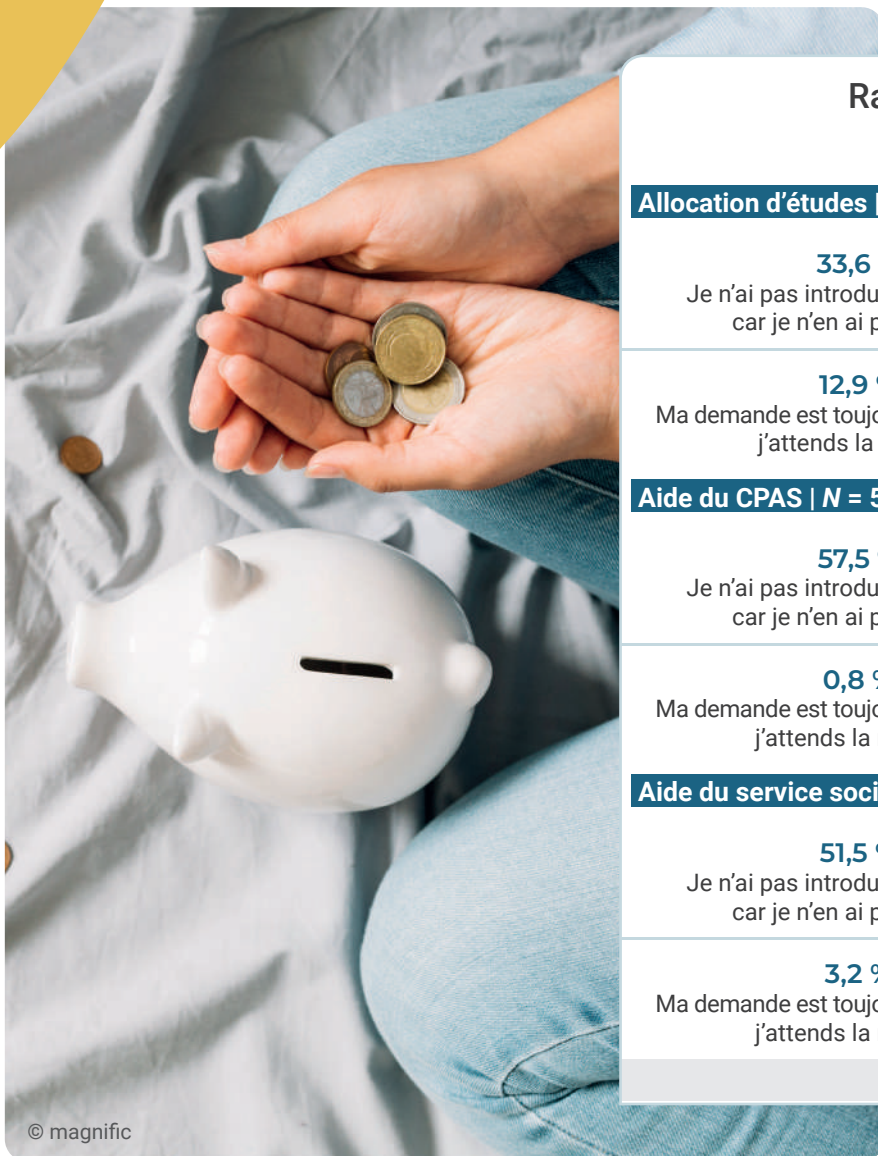 Ra
Allocation d'études |
33,6
Je n'ai pas introdu
car je n'en ai p
12,9
Ma demande est toujo
j'attends la
Aide du CPAS | N = 5
57,5
Je n'ai pas introdu
car je n'en ai p
0,8 %
Ma demande est toujo
j'attends la
Aide du service soci
51,5
Je n'ai pas introdu
car je n'en ai p
3,2 %
Ma demande est toujo
j'attends la
© magnific